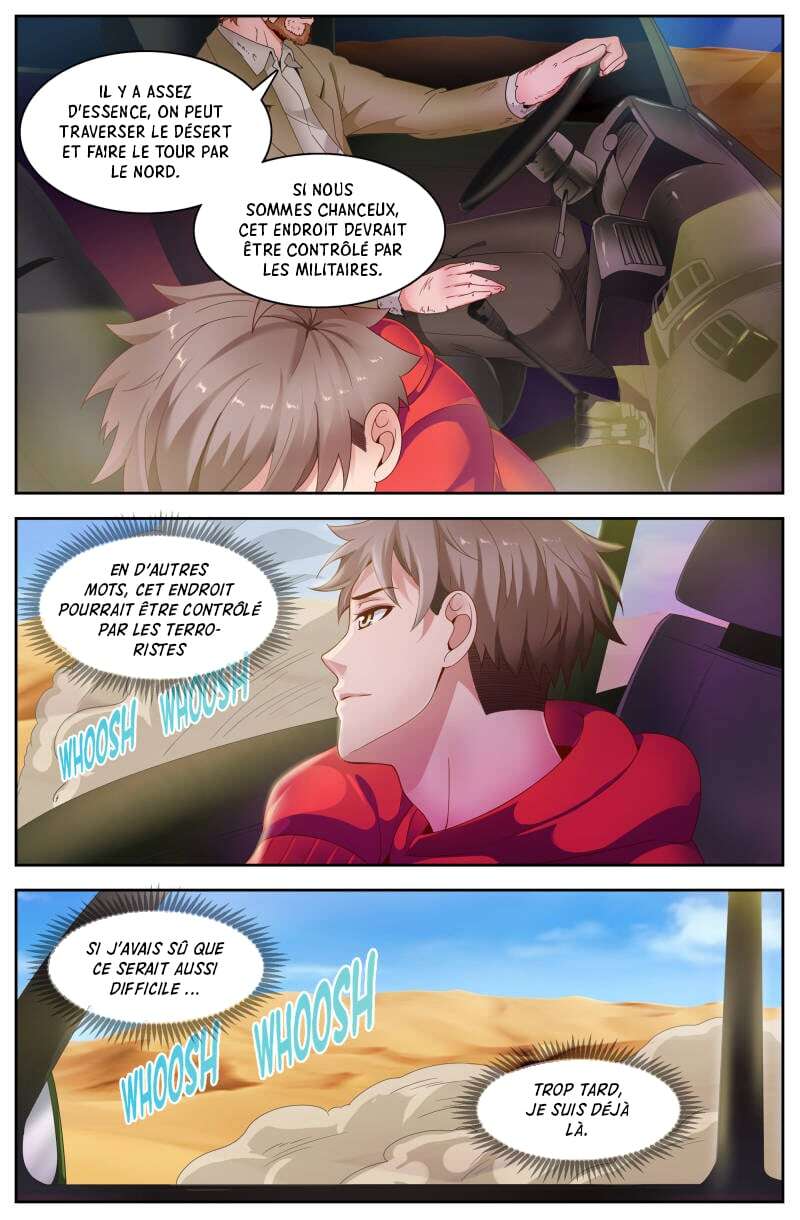 IL Y A ASSEZ
D'ESSENCE, ON PEUT
TRAVERSER LE DÉSERT
ET FAIRE LE TOUR PAR
LE NORD.
SI NOUS
SOMMES CHANCEUX,
CET ENDROIT DEVRAIT
ÊTRE CONTRÔLÉ PAR
LES MILITAIRES.
EN D'AUTRES
MOTS, CET ENDROIT
POURRAIT ÊTRE CONTRÔLÉ
PAR LES TERRO-
RISTES
WHOOSH WHOOSH
SI J'AVAIS SÛ QUE
CE SERAIT AUSSI
DIFFICILE ...
WHOOSH WHOOSH
TROP TARD,
JE SUIS DÉJÀ
LÀ.